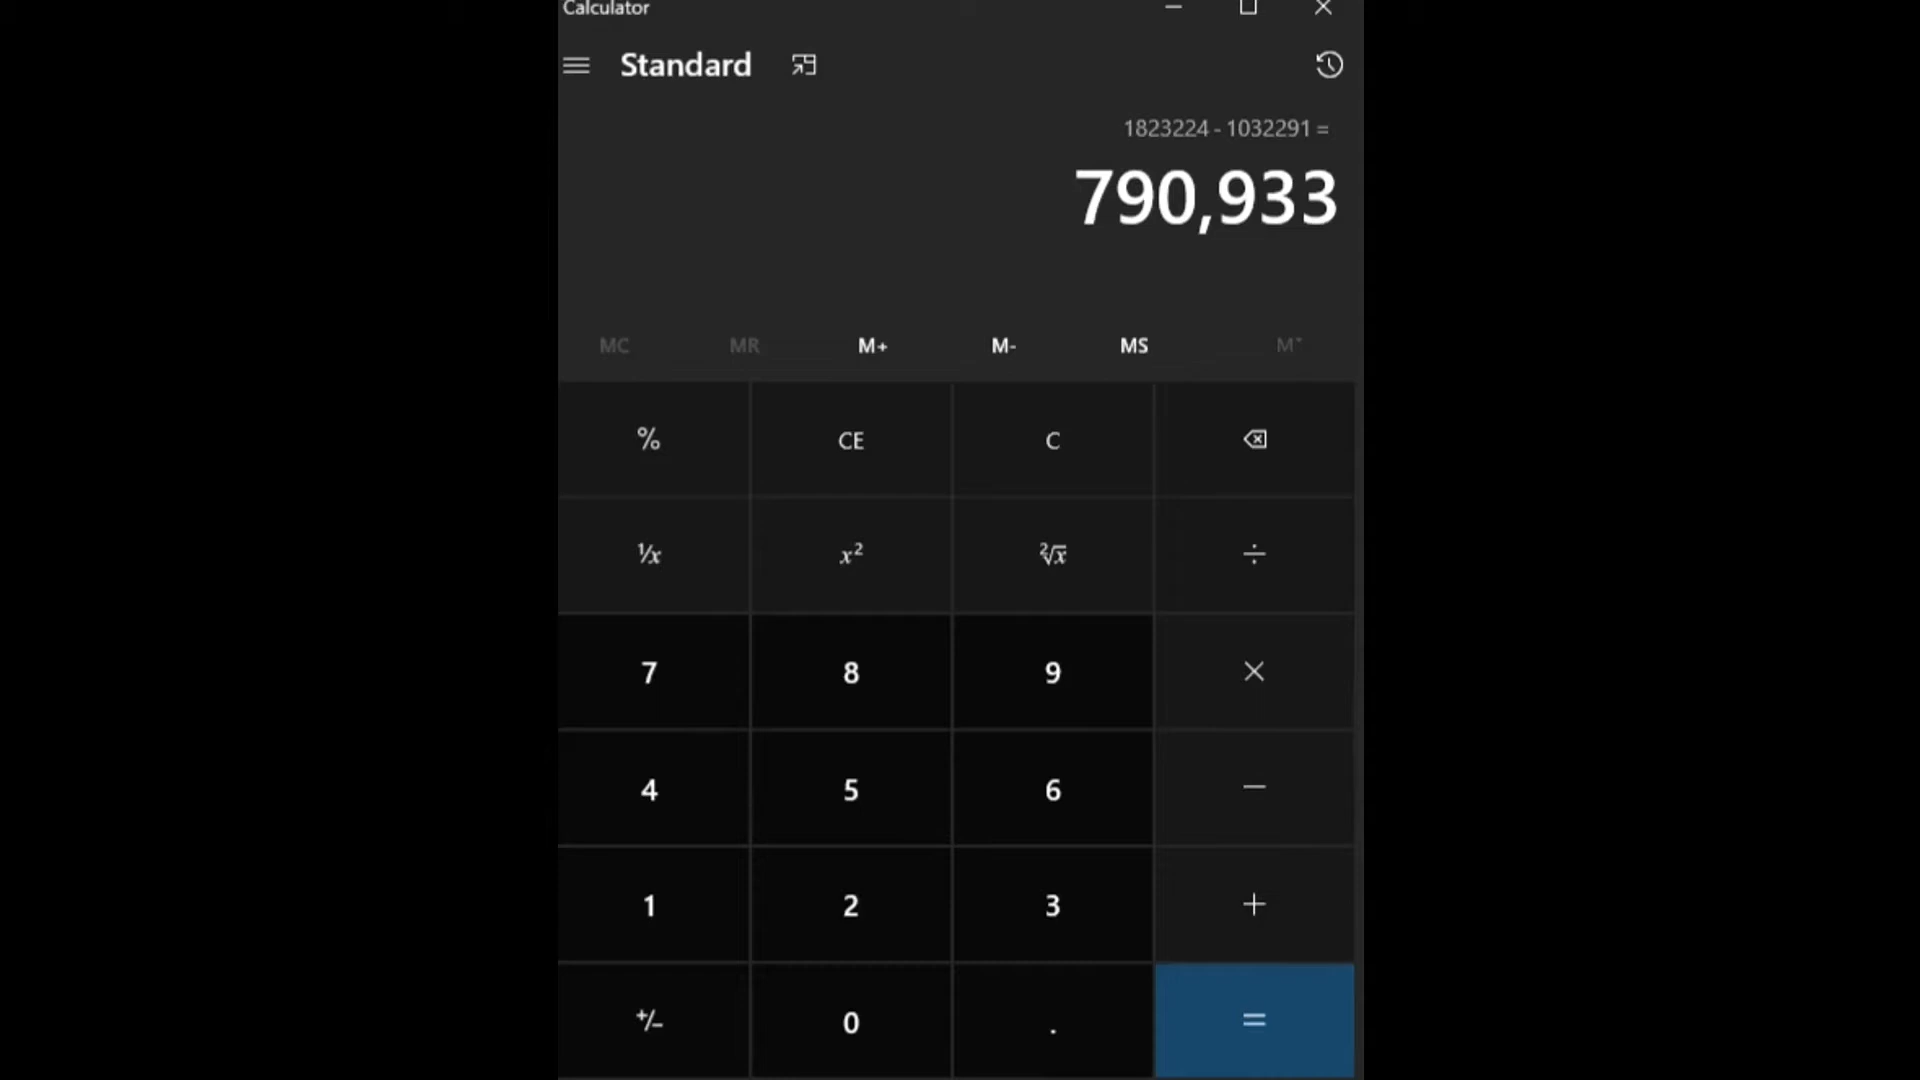 Calculator
Standard
1823224 - 1032291 =
790,933
MC MR M+ M- MS M˅
% CE C
⅟x x² ²√x ÷
7 8 9 ×
4 5 6 −
1 2 3 +
+/− 0 . =